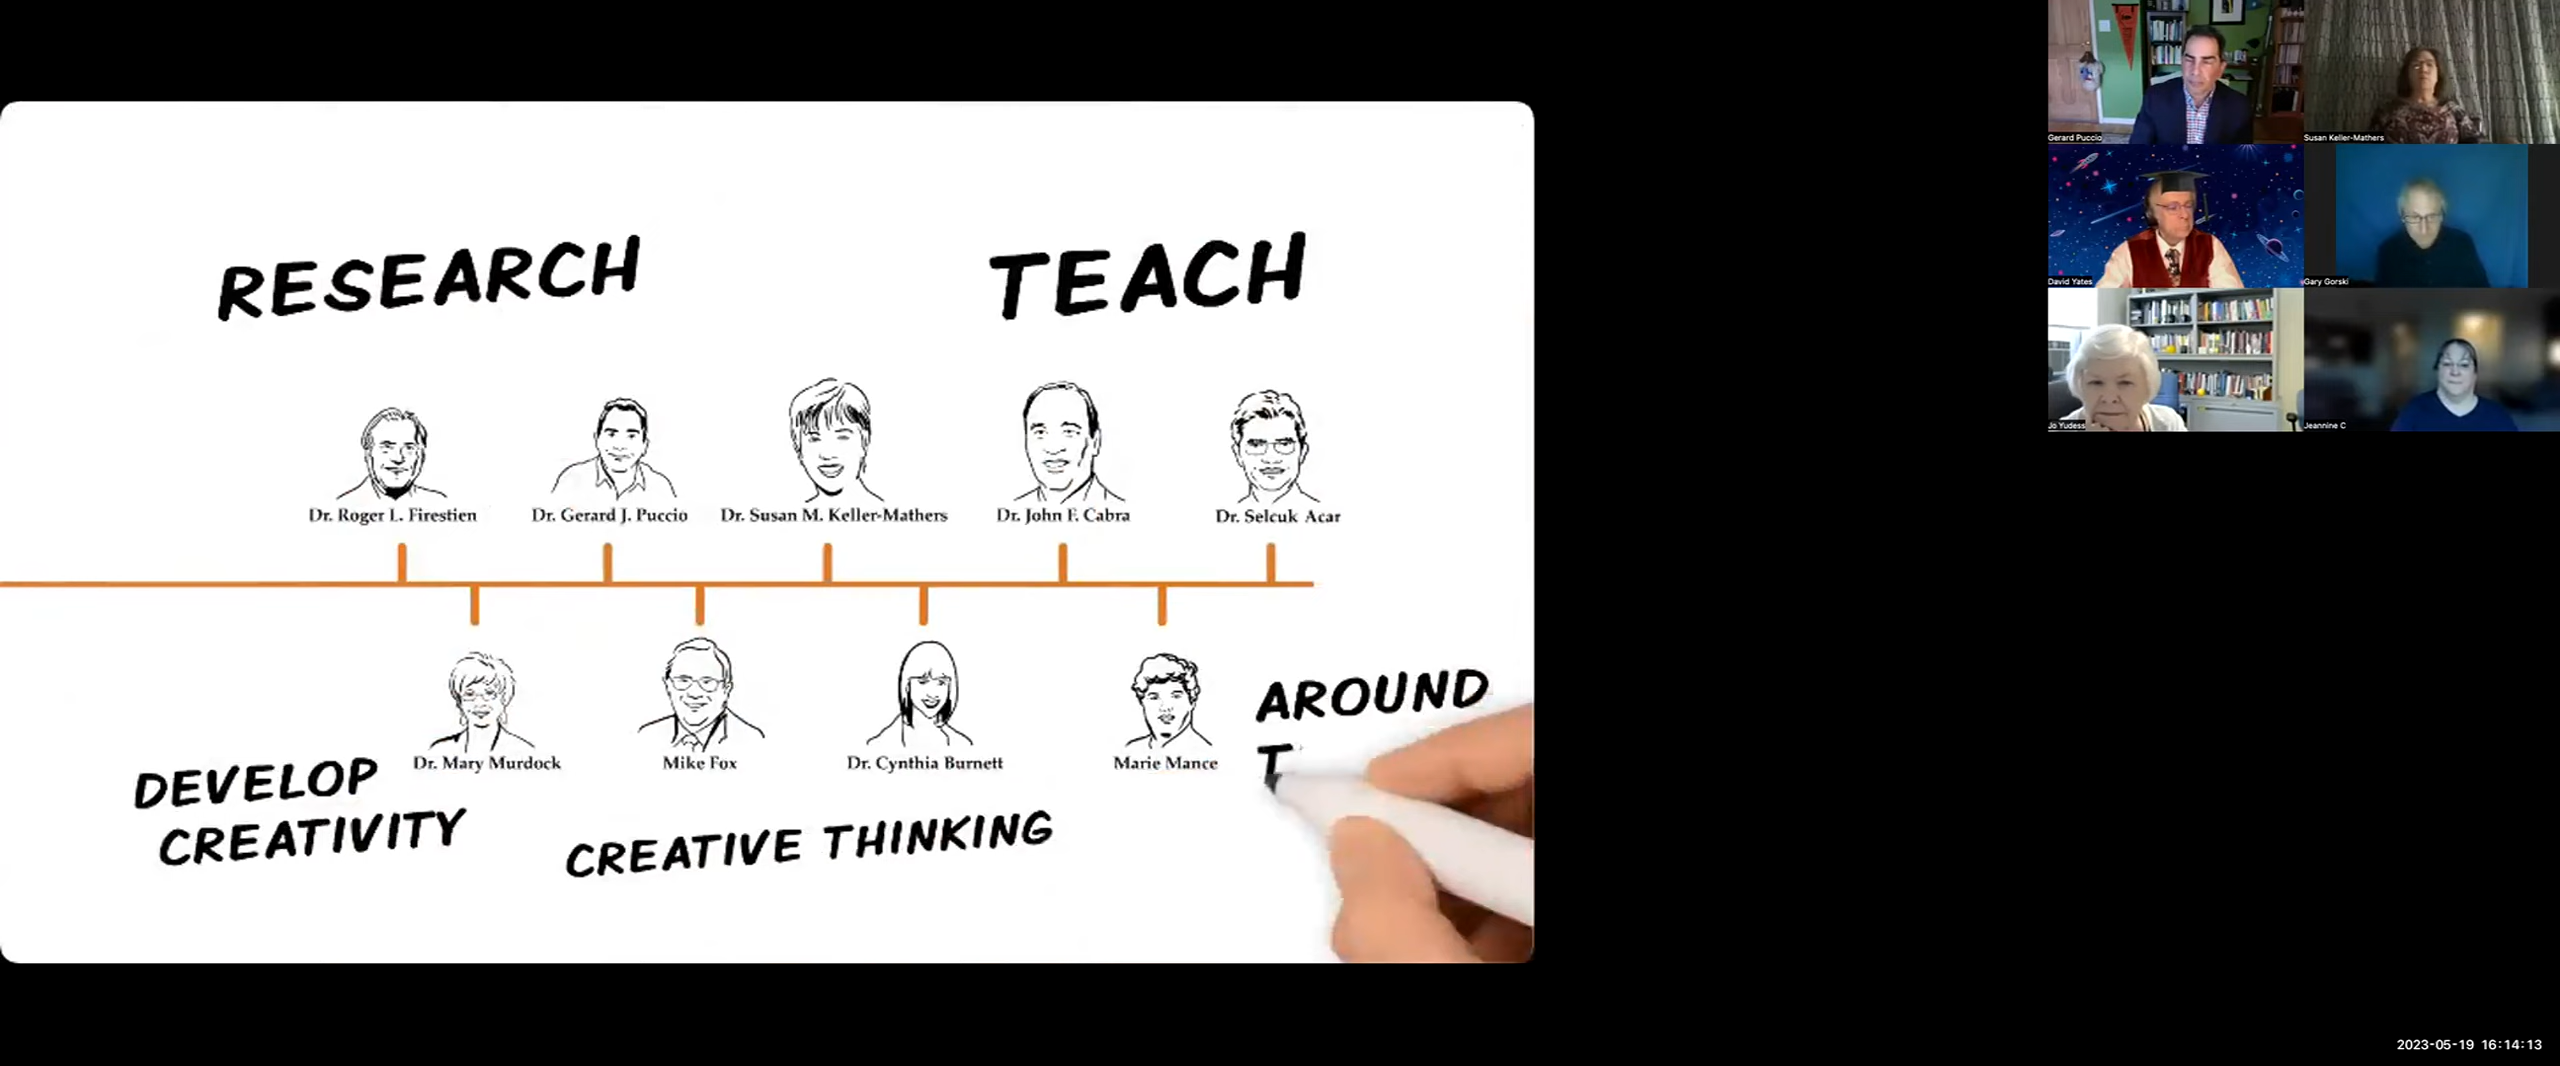 RESEARCH
TEACH
Dr. Roger L. Firestien
Dr. Gerard J. Puccio
Dr. Susan M. Keller-Mathers
Dr. John F. Cabra
Dr. Selcuk Acar
Dr. Mary Murdock
Mike Fox
Dr. Cynthia Burnett
Marie Mance
AROUND
T
DEVELOP
CREATIVITY
CREATIVE THINKING
Gerard Puccio
Susan Keller-Mathers
David Yates
Gary Gorski
Jo Yudess
Jeannine C
2023-05-19 16:14:13